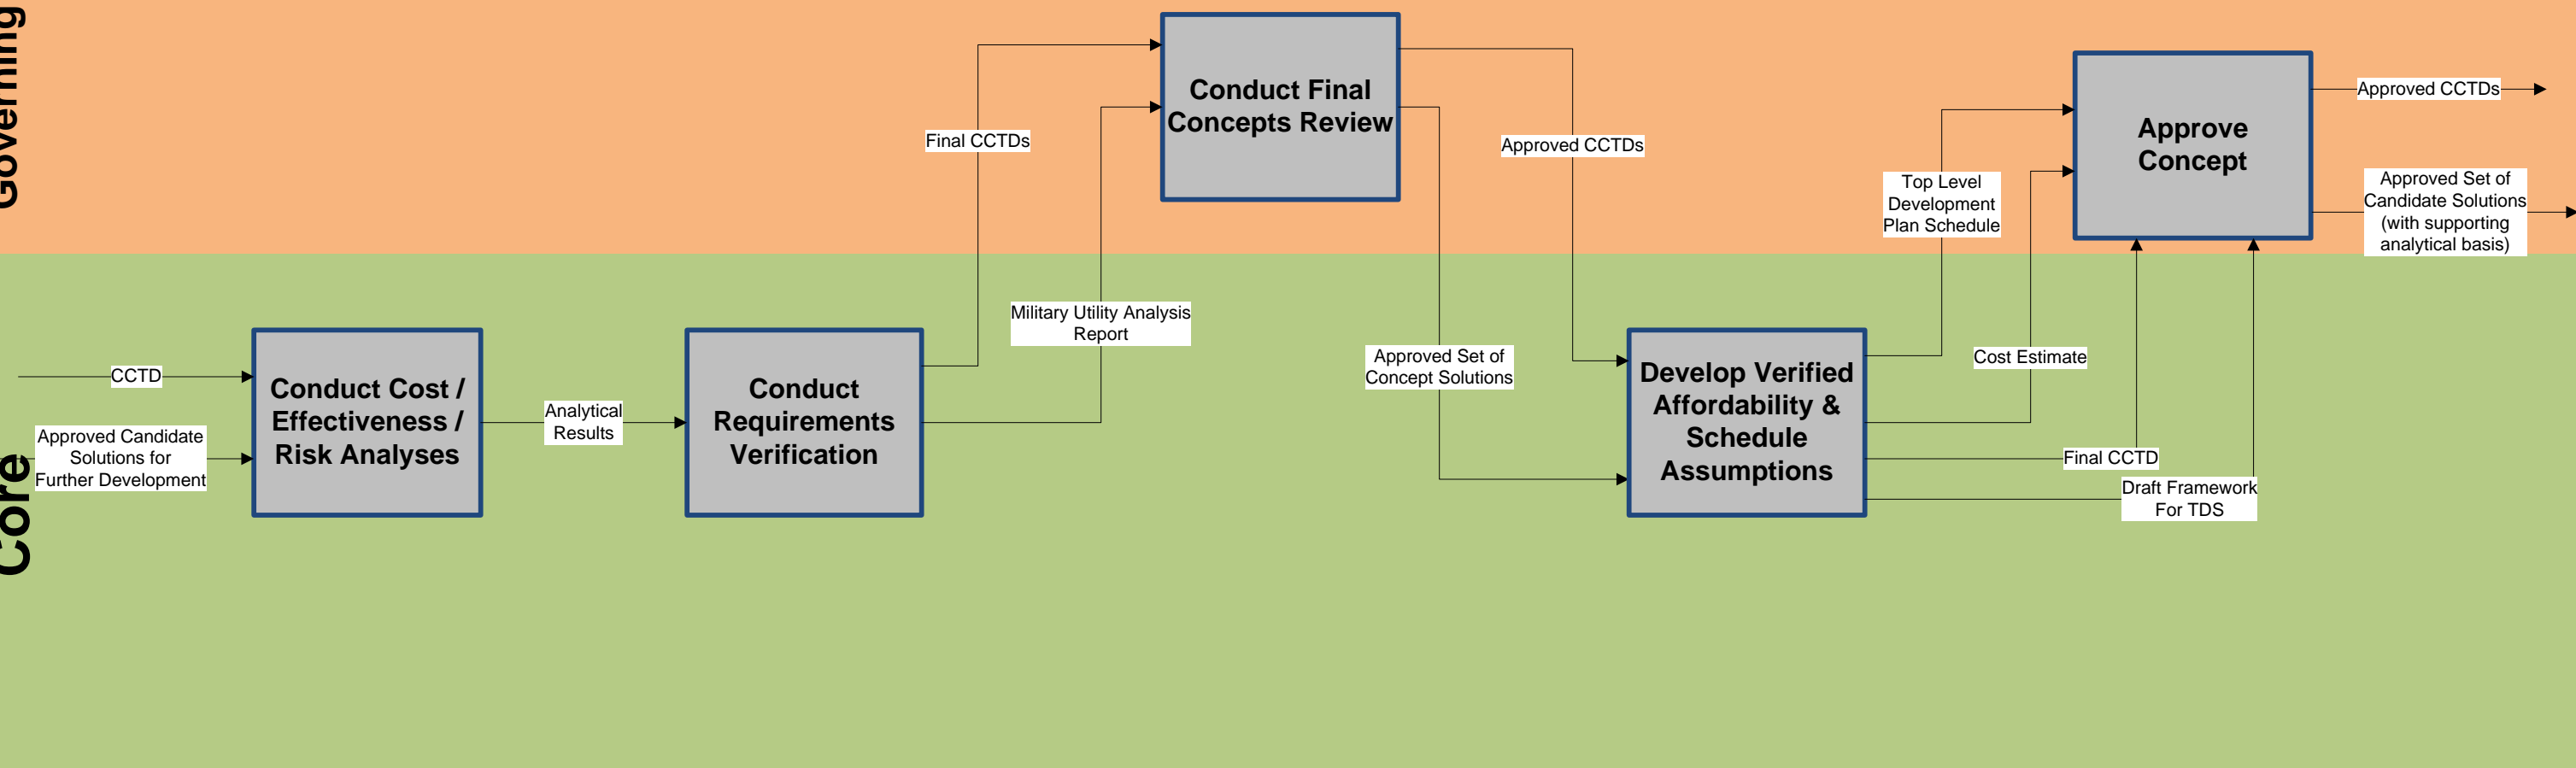 Governing
Conduct Final
Concepts Review
Approve
Concept
Approved CCTDs
Final CCTDs
Approved CCTDs
Top Level
Development
Plan Schedule
Approved Set of
Candidate Solutions
(with supporting
analytical basis)
Core
CCTD
Approved Candidate
Solutions for
Further Development
Conduct Cost /
Effectiveness /
Risk Analyses
Analytical
Results
Conduct
Requirements
Verification
Military Utility Analysis
Report
Approved Set of
Concept Solutions
Develop Verified
Affordability &
Schedule
Assumptions
Cost Estimate
Final CCTD
Draft Framework
For TDS